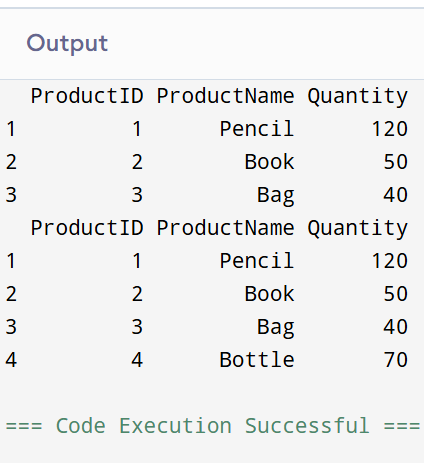 Output
ProductID ProductName Quantity
1 1 Pencil 120
2 2 Book 50
3 3 Bag 40
ProductID ProductName Quantity
1 1 Pencil 120
2 2 Book 50
3 3 Bag 40
4 4 Bottle 70
=== Code Execution Successful ===